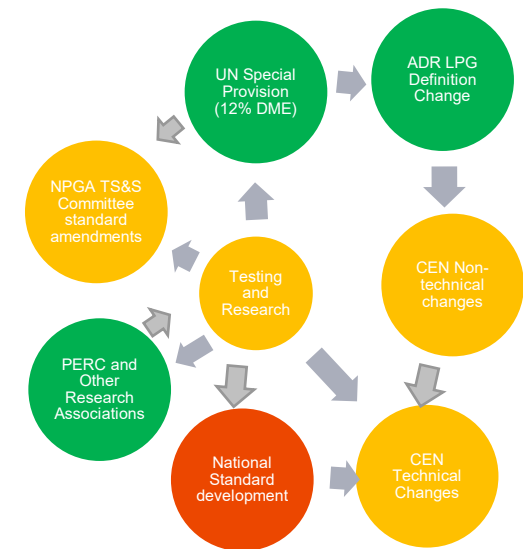 UN Special
Provision
(12% DME)
ADR LPG
Definition
Change
NPGA TS&S
Committee
standard
amendments
Testing
and
Research
CEN Non-
technical
changes
PERC and
Other
Research
Associations
National
Standard
development
CEN
Technical
Changes